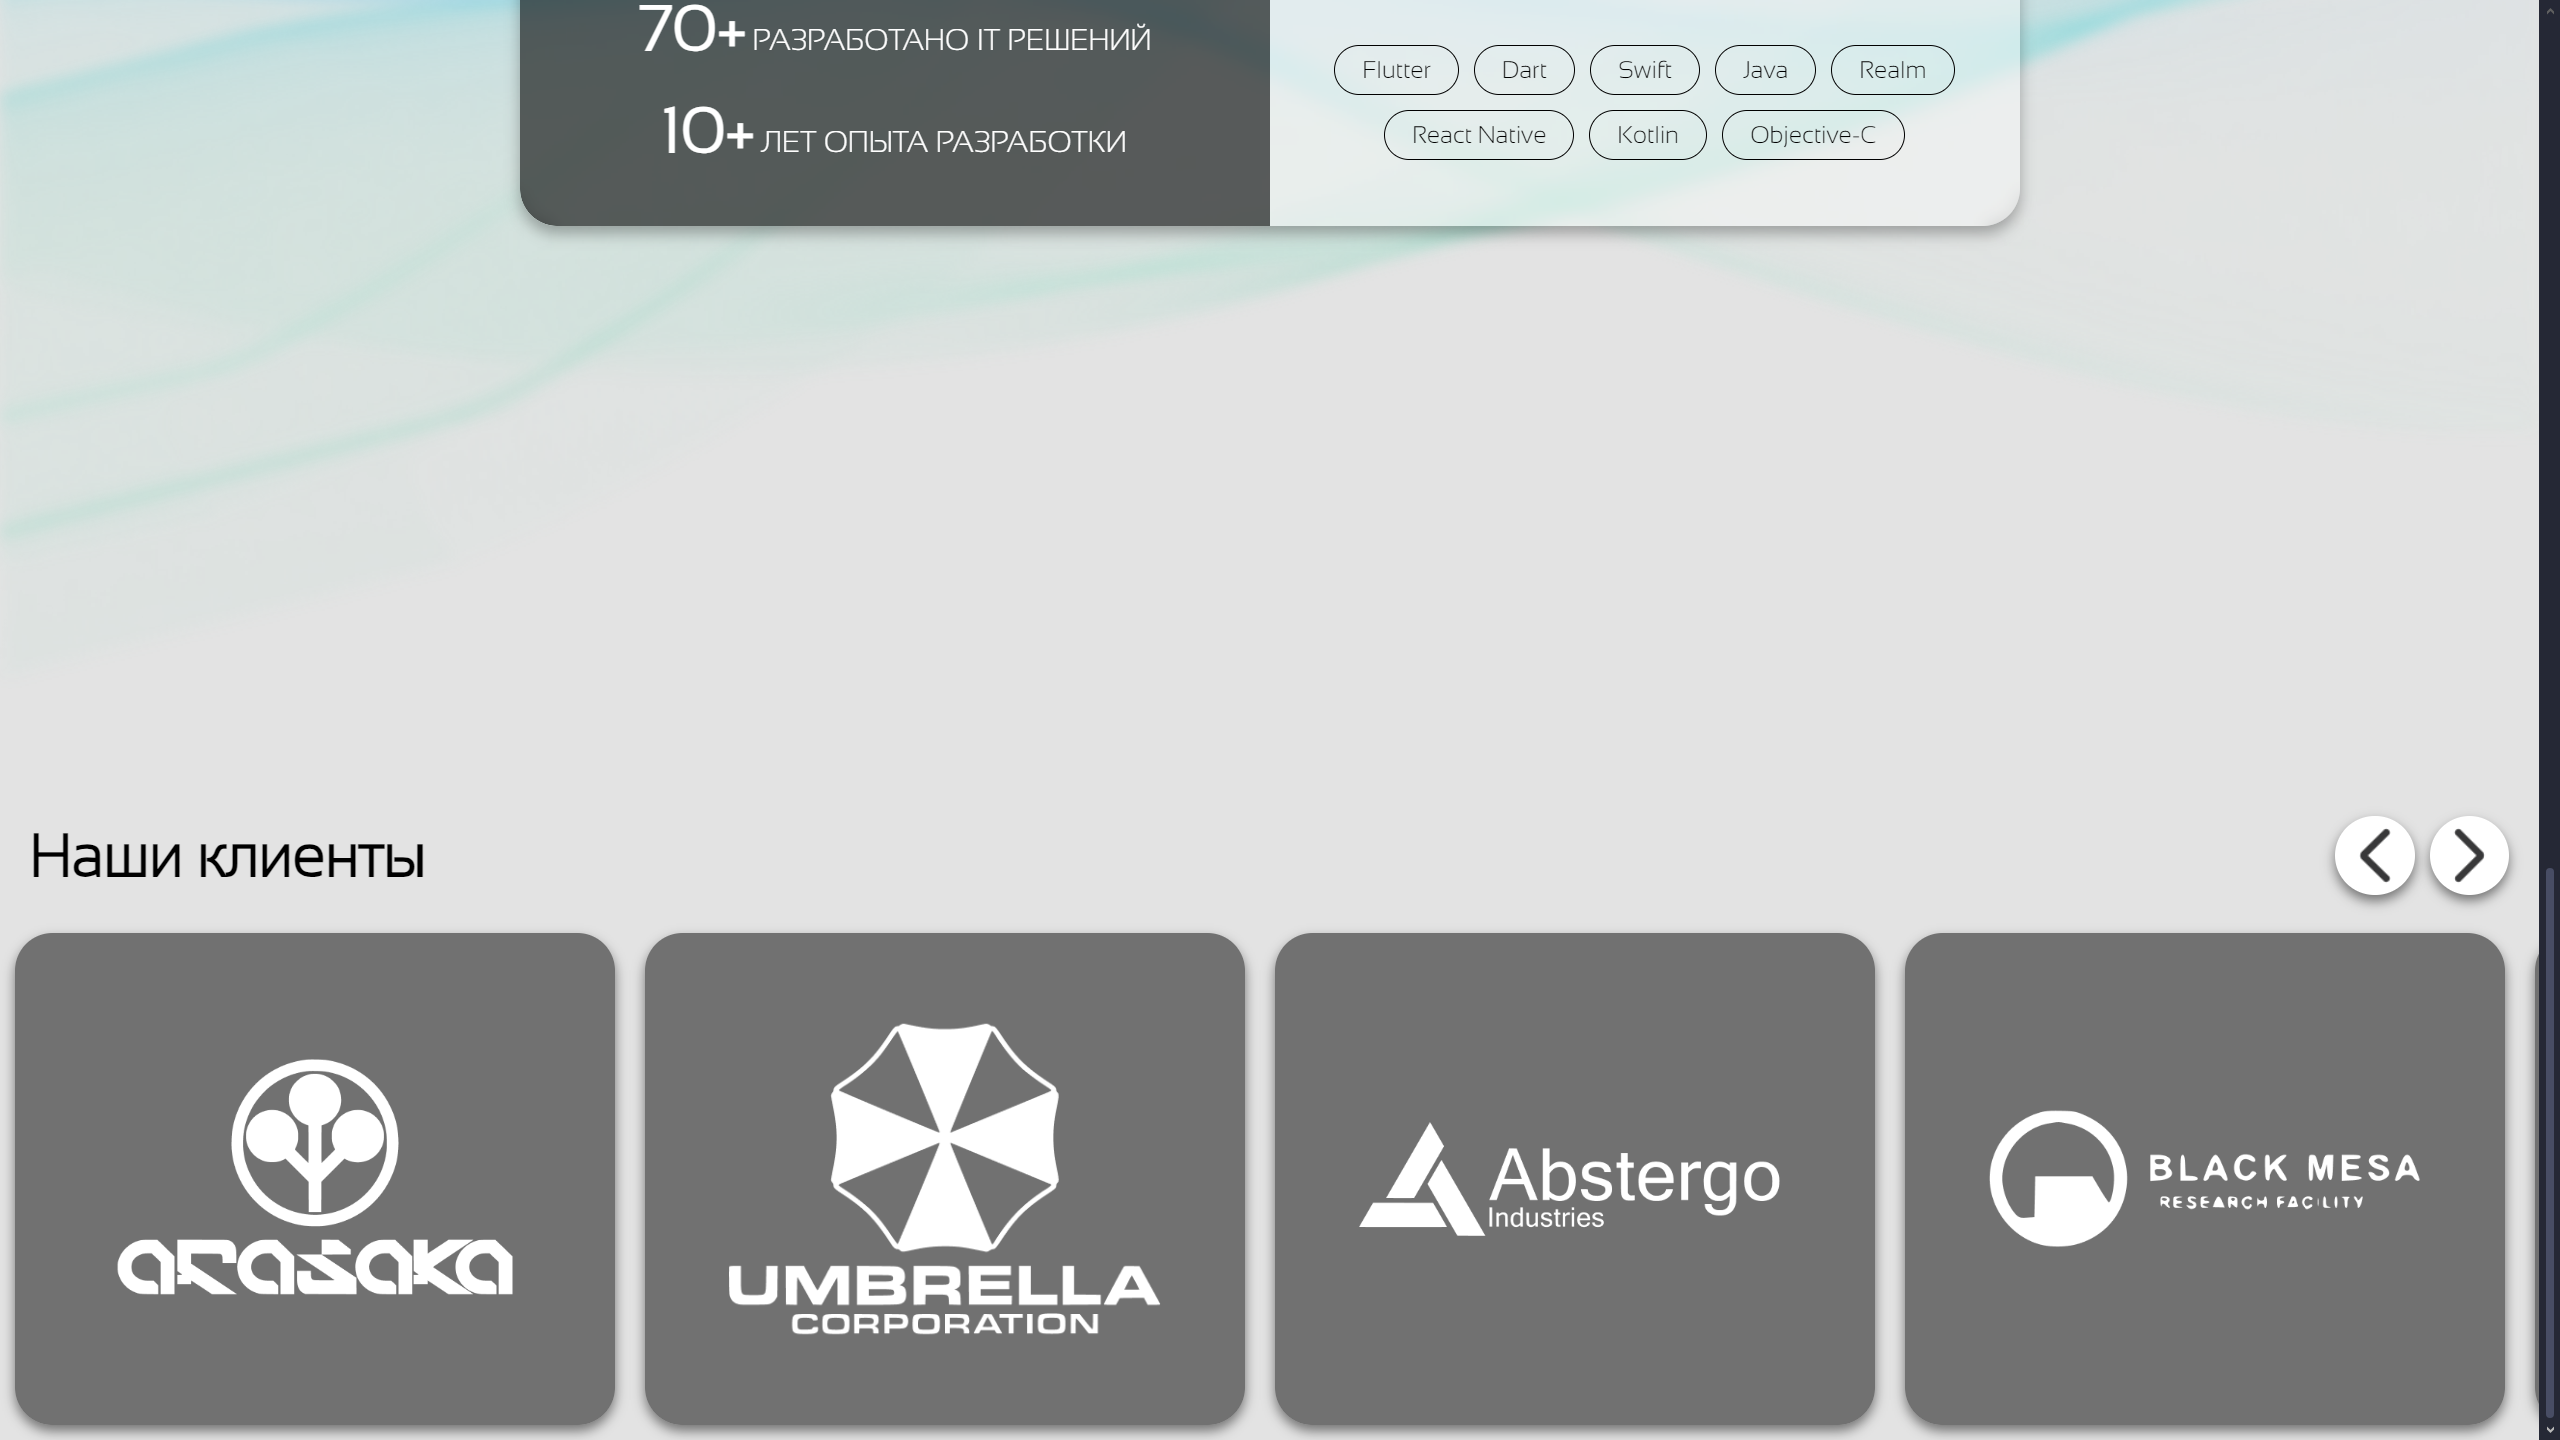 70+ РАЗРАБОТАНО IT РЕШЕНИЙ
10+ ЛЕТ ОПЫТА РАЗРАБОТКИ
Flutter Dart Swift Java Realm
React Native Kotlin Objective-C
Наши клиенты
arasaka
UMBRELLA
CORPORATION
Abstergo
Industries
BLACK MESA
RESEARCH FACILITY